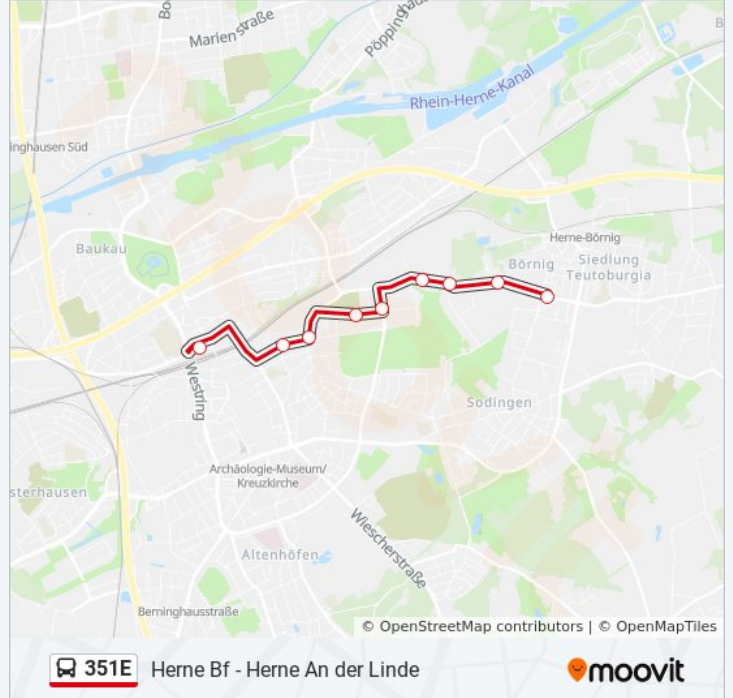 Marienstraße
Rhein-Herne-Kanal
inghausen Süd
Herne-Börnig
Baukau
Börnig
Siedlung
Teutoburgia
Westring
Sodingen
Archäologie-Museum/
Kreuzkirche
sterhausen
Wiescherstraße
Altenhöfen
Berninghausstraße
© OpenStreetMap contributors | © OpenMapTiles
351E Herne Bf - Herne An der Linde
moovit